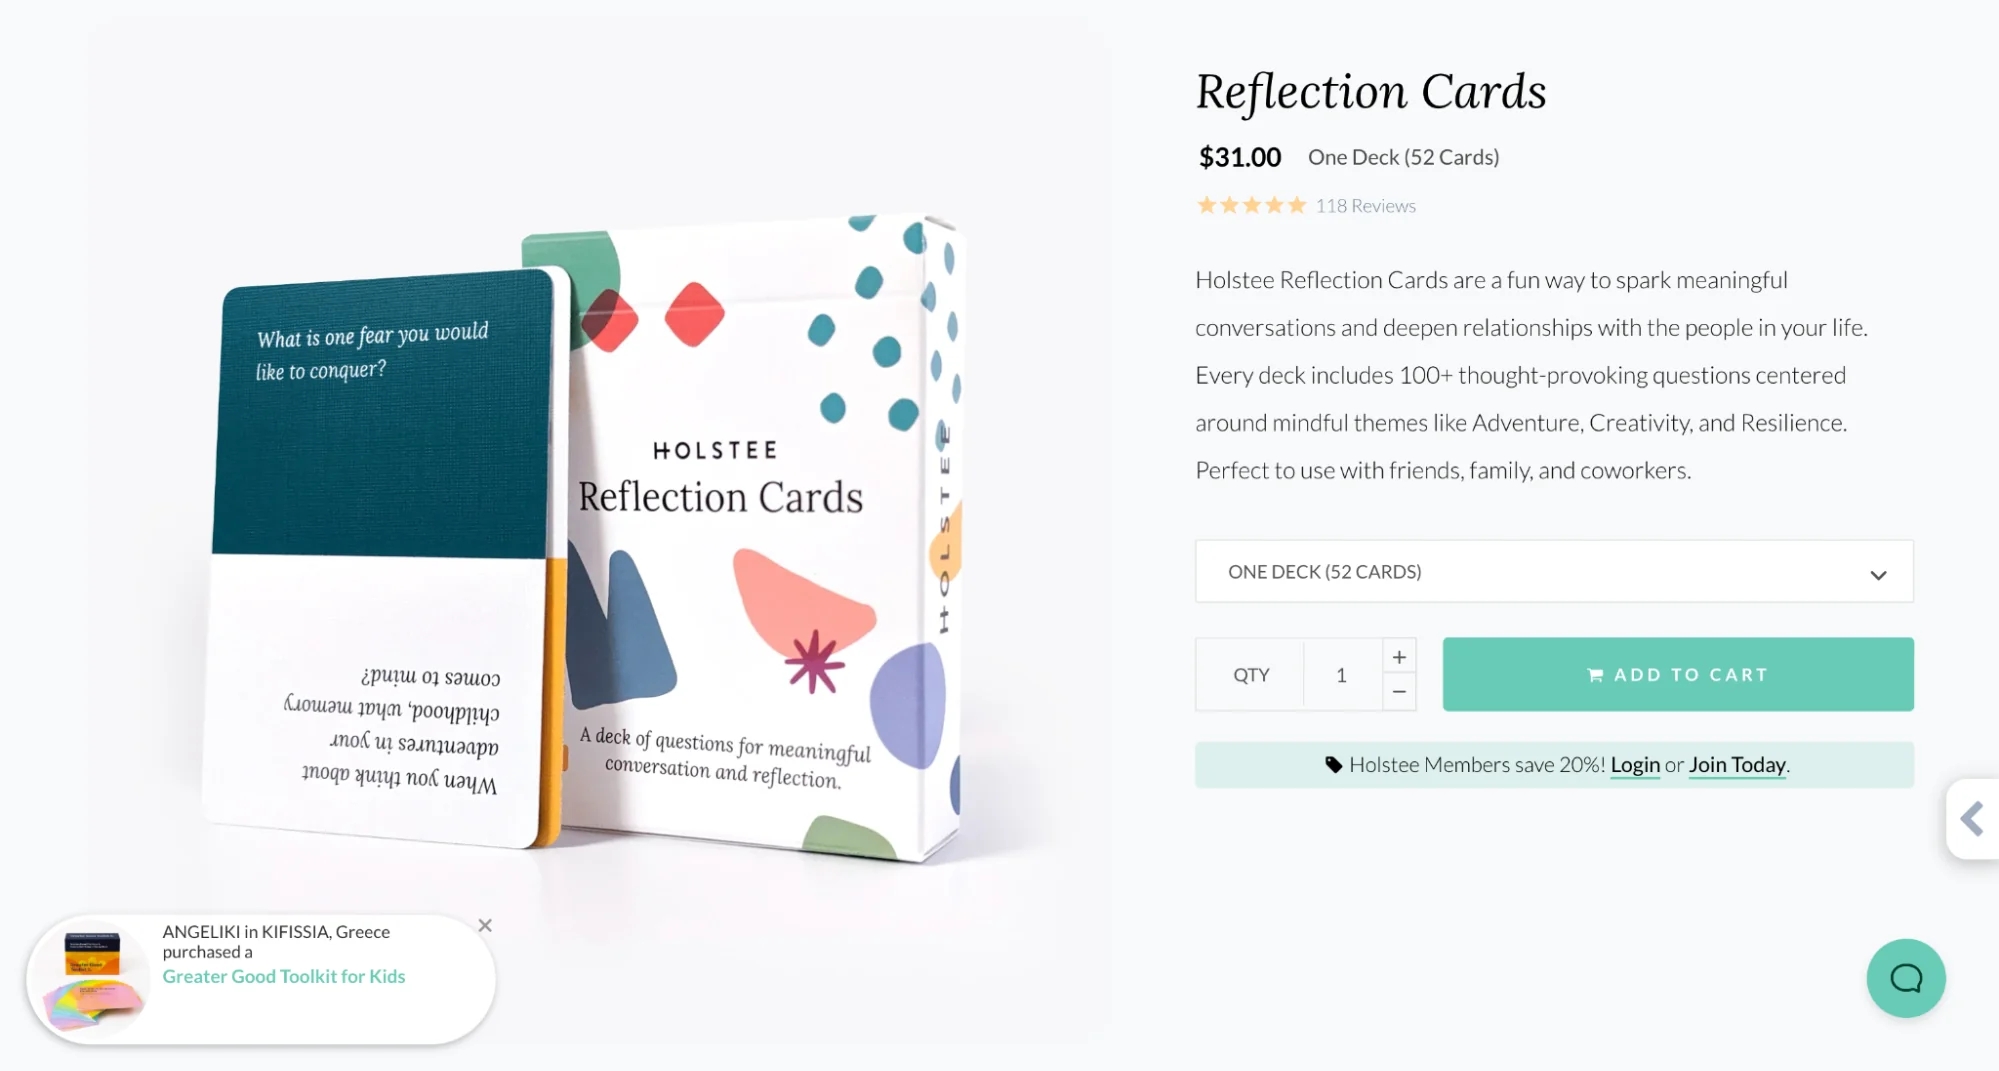 What is one fear you would
like to conquer?
When you think about
adventures in your
childhood, what memory
comes to mind?
HOLSTEE
Reflection Cards
A deck of questions for meaningful
conversation and reflection.
HOLSTEE
Reflection Cards
$31.00 One Deck (52 Cards)
118 Reviews
Holstee Reflection Cards are a fun way to spark meaningful
conversations and deepen relationships with the people in your life.
Every deck includes 100+ thought-provoking questions centered
around mindful themes like Adventure, Creativity, and Resilience.
Perfect to use with friends, family, and coworkers.
ONE DECK (52 CARDS)
QTY 1 + −
ADD TO CART
Holstee Members save 20%! Login or Join Today.
ANGELIKI in KIFISSIA, Greece
purchased a
Greater Good Toolkit for Kids